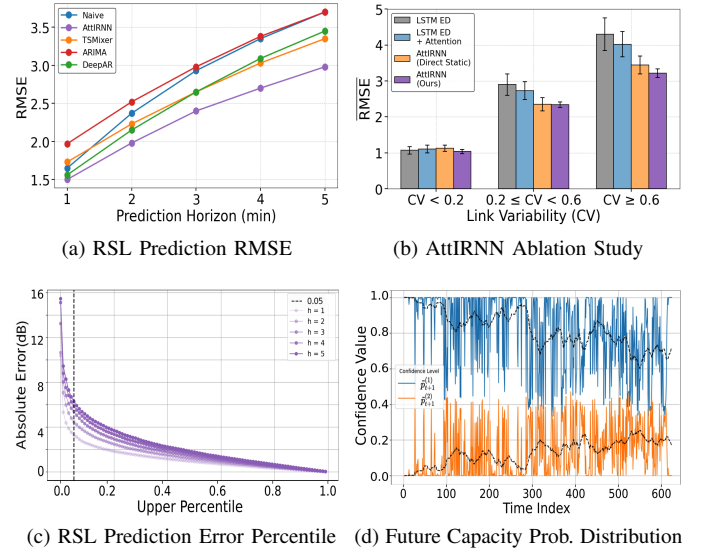 Naive
AttIRNN
TSMixer
ARIMA
DeepAR
RMSE
3.5
3.0
2.5
2.0
1.5
1 2 3 4 5
Prediction Horizon (min)
(a) RSL Prediction RMSE
LSTM ED
LSTM ED
+ Attention
AttIRNN
(Direct Static)
AttIRNN
(Ours)
RMSE
5
4
3
2
1
0
CV < 0.2 0.2 ≤ CV < 0.6 CV ≥ 0.6
Link Variability (CV)
(b) AttIRNN Ablation Study
Absolute Error(dB)
16
12
8
4
0
0.05
h = 1
h = 2
h = 3
h = 4
h = 5
0.0 0.2 0.4 0.6 0.8 1.0
Upper Percentile
(c) RSL Prediction Error Percentile
Confidence Value
1.0
0.8
0.6
0.4
0.2
0.0
Confidence Level
p̃⁽¹⁾ₜ₊₁
p̃⁽²⁾ₜ₊₁
0 100 200 300 400 500 600
Time Index
(d) Future Capacity Prob. Distribution